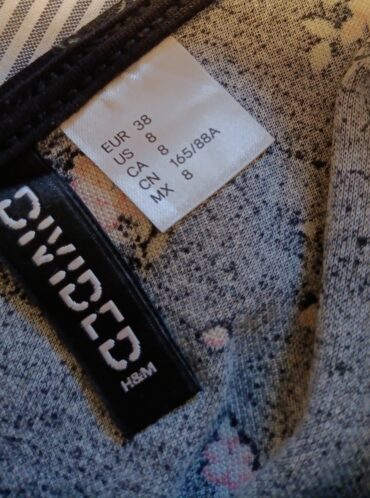 EUR 38
US 8
CA 8
CN 165/88A
MX 8
DIVIDED
H&M